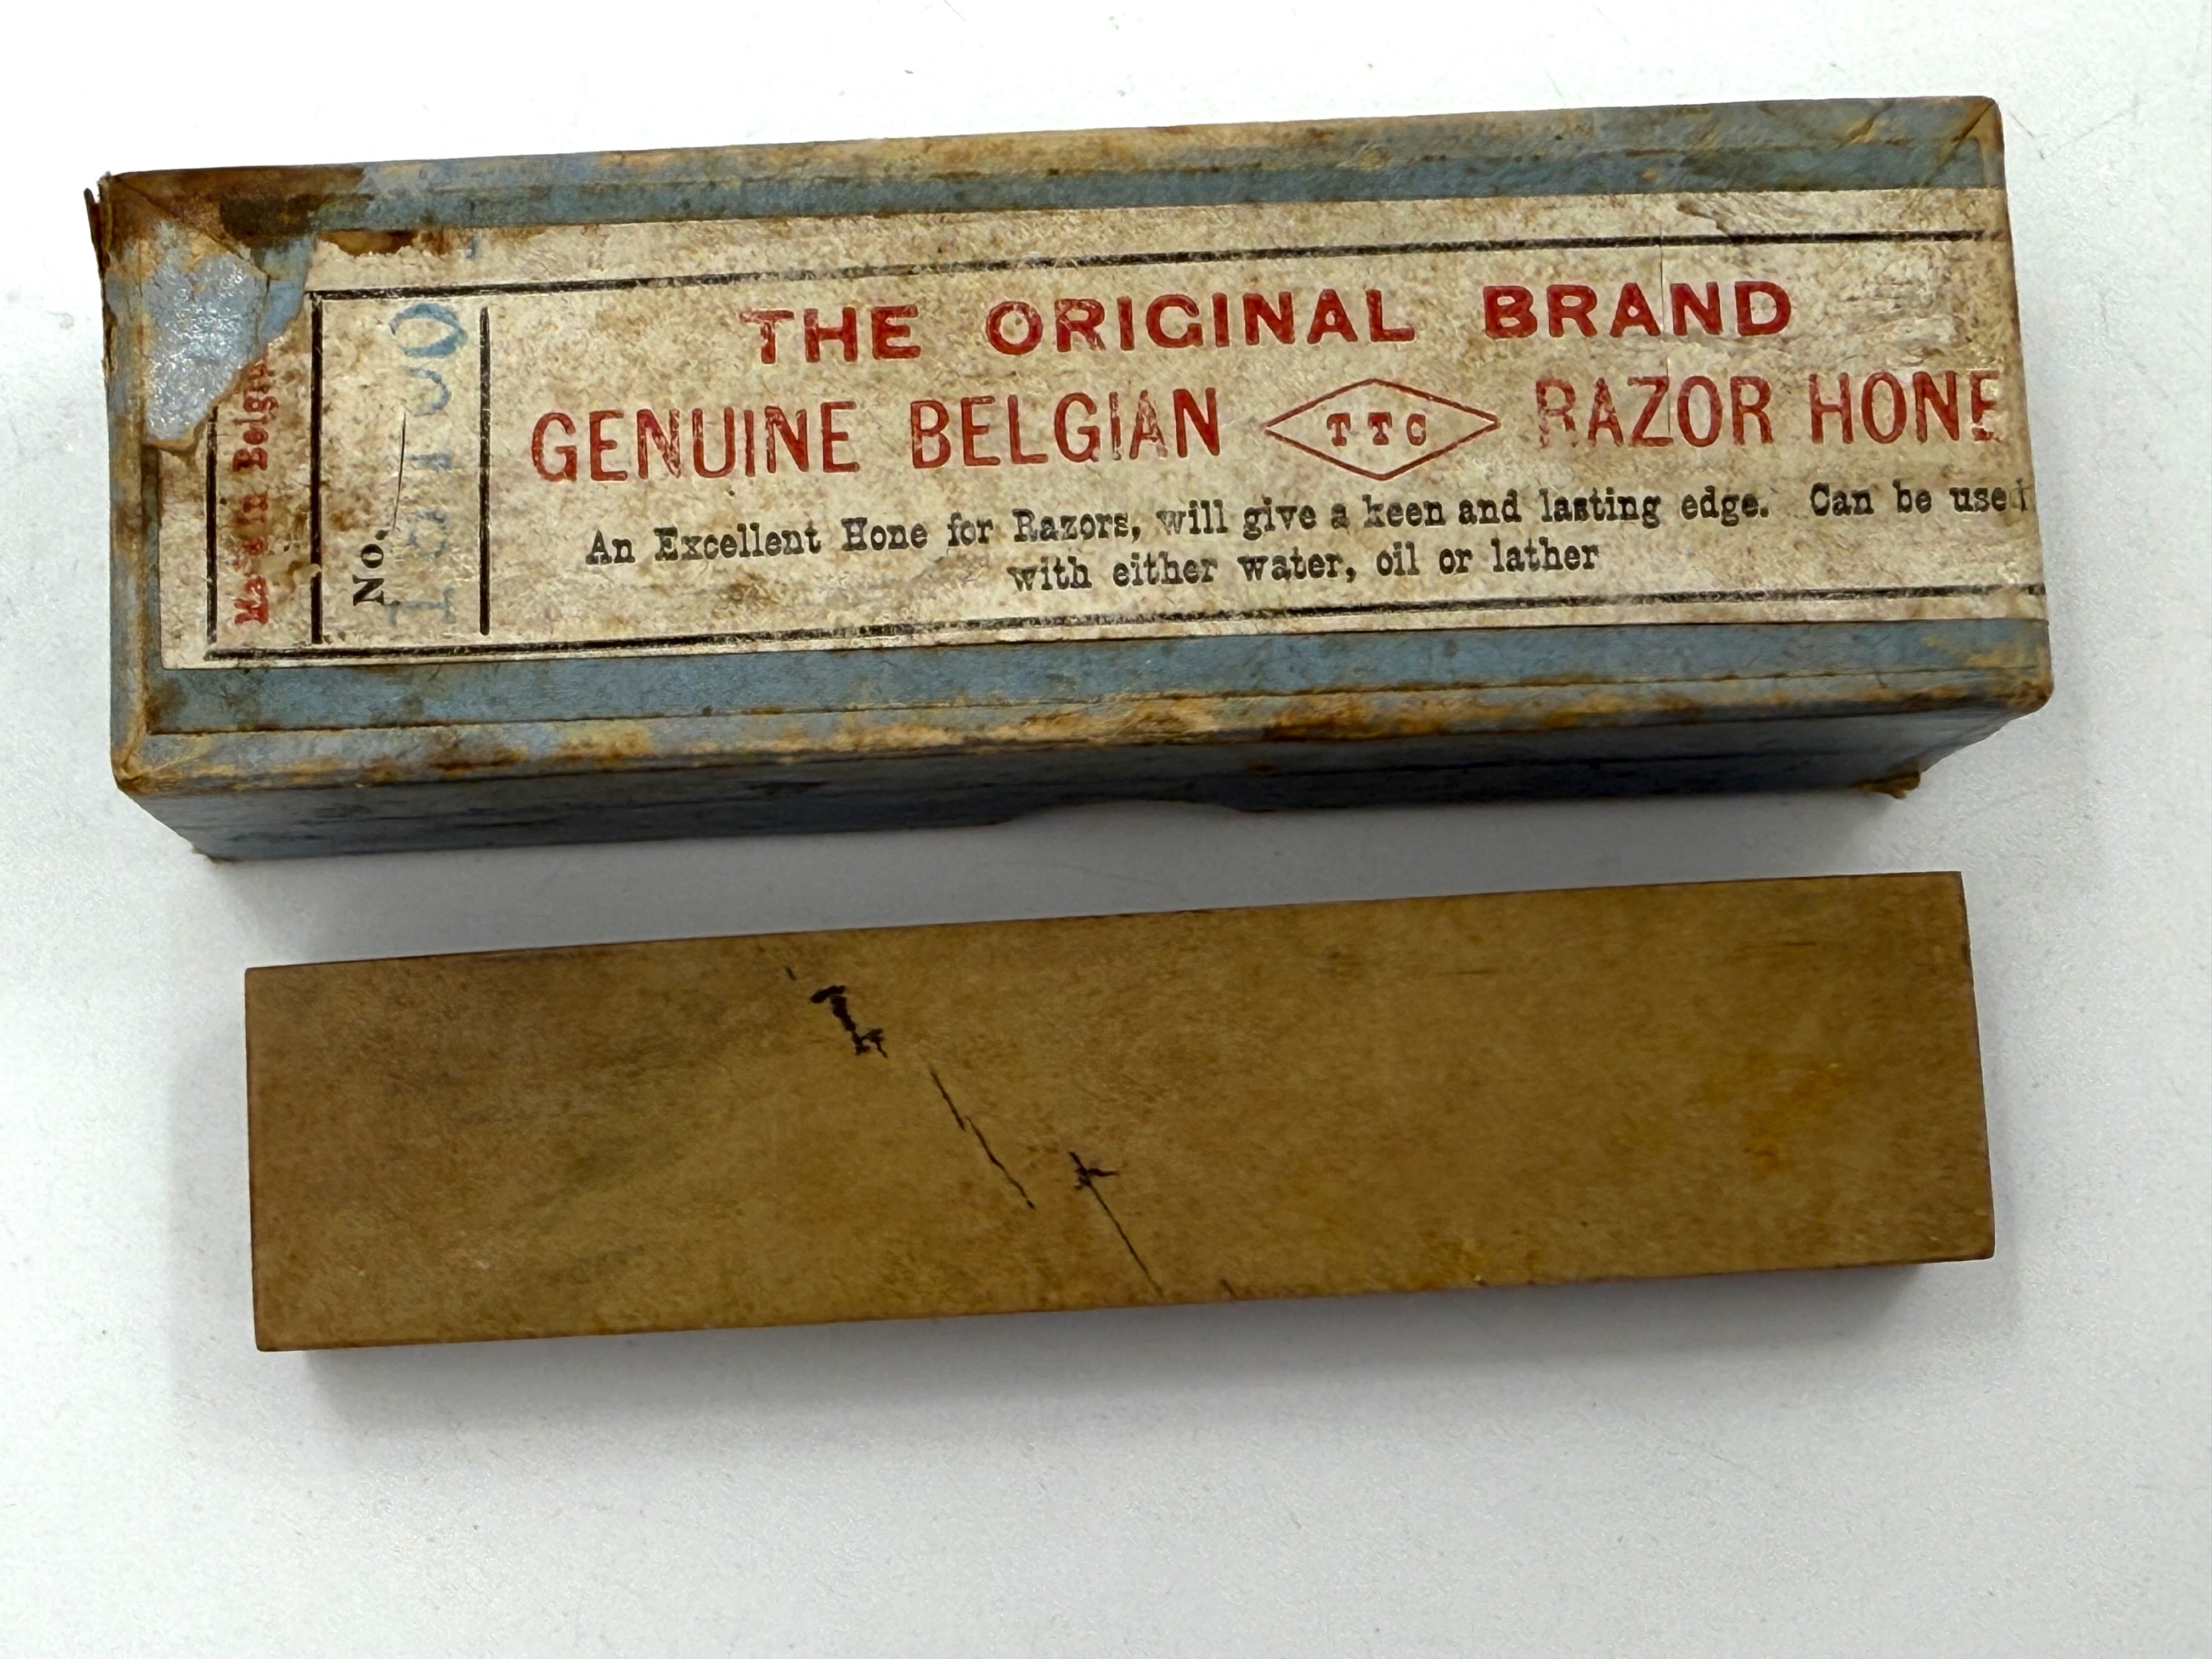 THE ORIGINAL BRAND
GENUINE BELGIAN TTC RAZOR HONE
An Excellent Hone for Razors, will give a keen and lasting edge. Can be used
with either water, oil or lather
No.
Made in